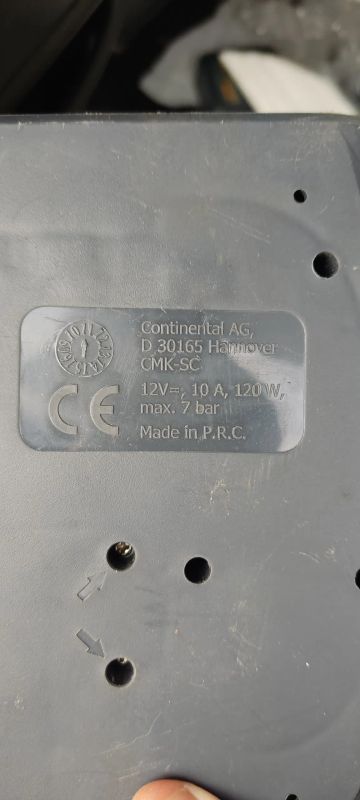 Continental AG,
D 30165 Hannover
CMK-SC
12V=, 10 A, 120 W,
max. 7 bar
CE
Made in P.R.C.